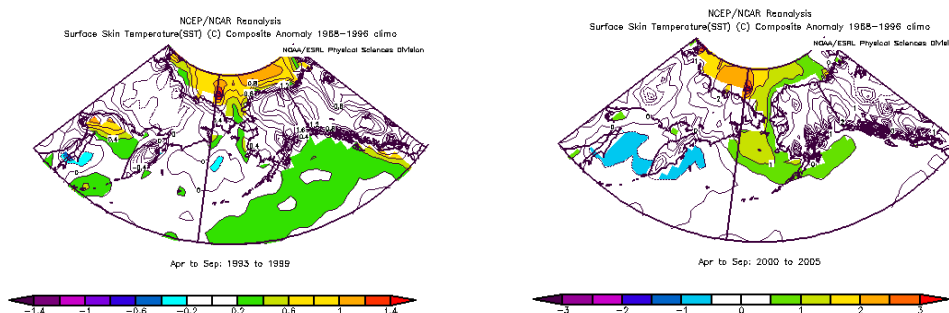 NCEP/NCAR Reanalysis
Surface Skin Temperature(SST) (C) Composite Anomaly 1968-1996 climo
NOAA/ESRL Physical Sciences Division
Apr to Sep: 1993 to 1999
-1.4 -1 -0.6 -0.2 0.2 0.6 1 1.4
NCEP/NCAR Reanalysis
Surface Skin Temperature(SST) (C) Composite Anomaly 1968-1996 climo
NOAA/ESRL Physical Sciences Divis
Apr to Sep: 2000 to 2005
-3 -2 -1 0 1 2 3